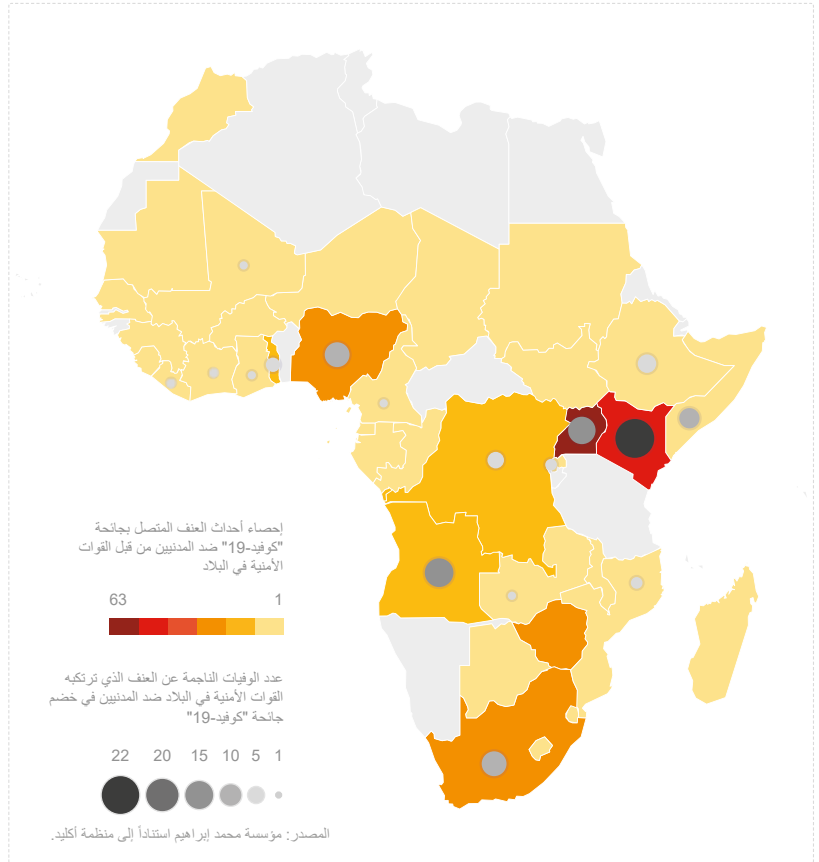 إحصاء أحداث العنف المتصل بجائحة
"كوفيد-19" ضد المدنيين من قبل القوات
الأمنية في البلاد
63 1
عدد الوفيات الناجمة عن العنف الذي ترتكبه
القوات الأمنية في البلاد ضد المدنيين في خضم
جائحة "كوفيد-19"
22 20 15 10 5 1
المصدر: مؤسسة محمد إبراهيم استناداً إلى منظمة أكليد.